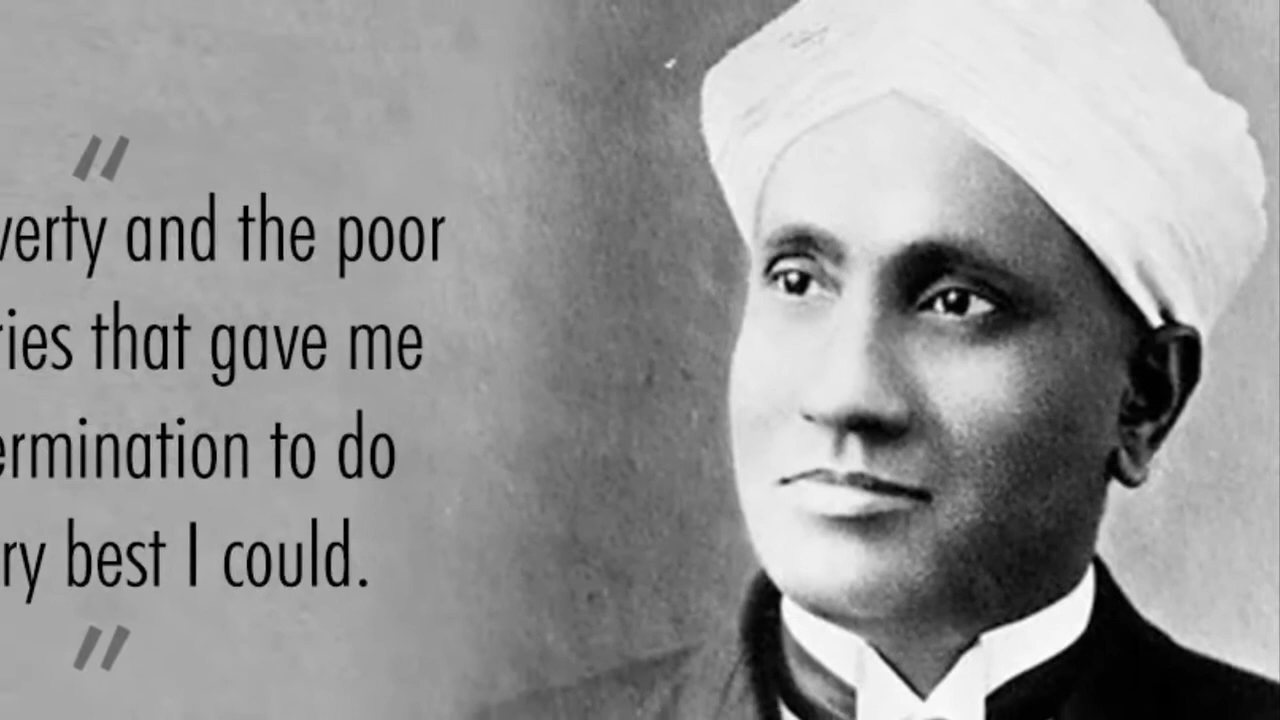 "
verty and the poor
ries that gave me
ermination to do
ry best I could.
"